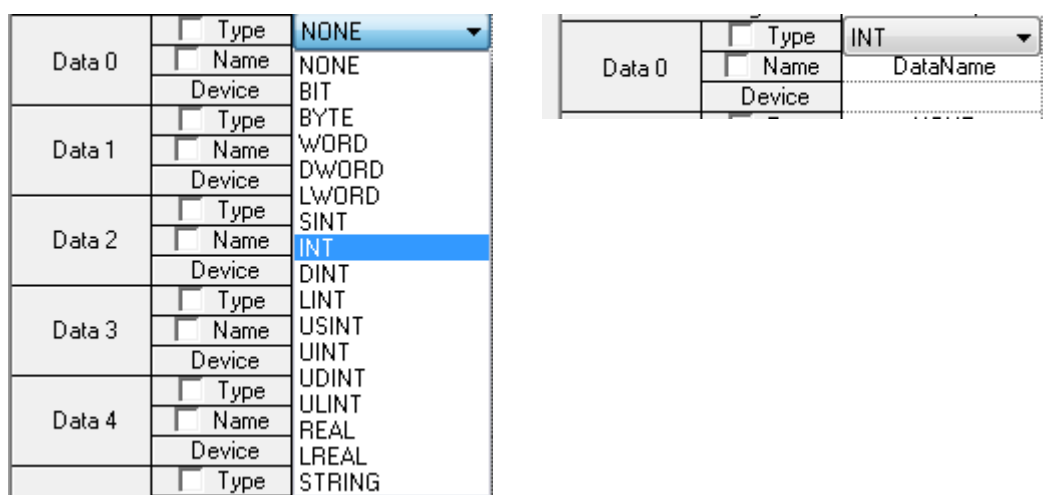 Type NONE
Data 0 Name NONE
Device BIT
Type BYTE
Data 1 Name WORD
Device DWORD
Type LWORD
SINT
Data 2 Name INT
Device DINT
Type LINT
Data 3 Name USINT
Device UINT
Type UDINT
Data 4 Name ULINT
REAL
Device LREAL
Type STRING
Type INT
Data 0 Name DataName
Device